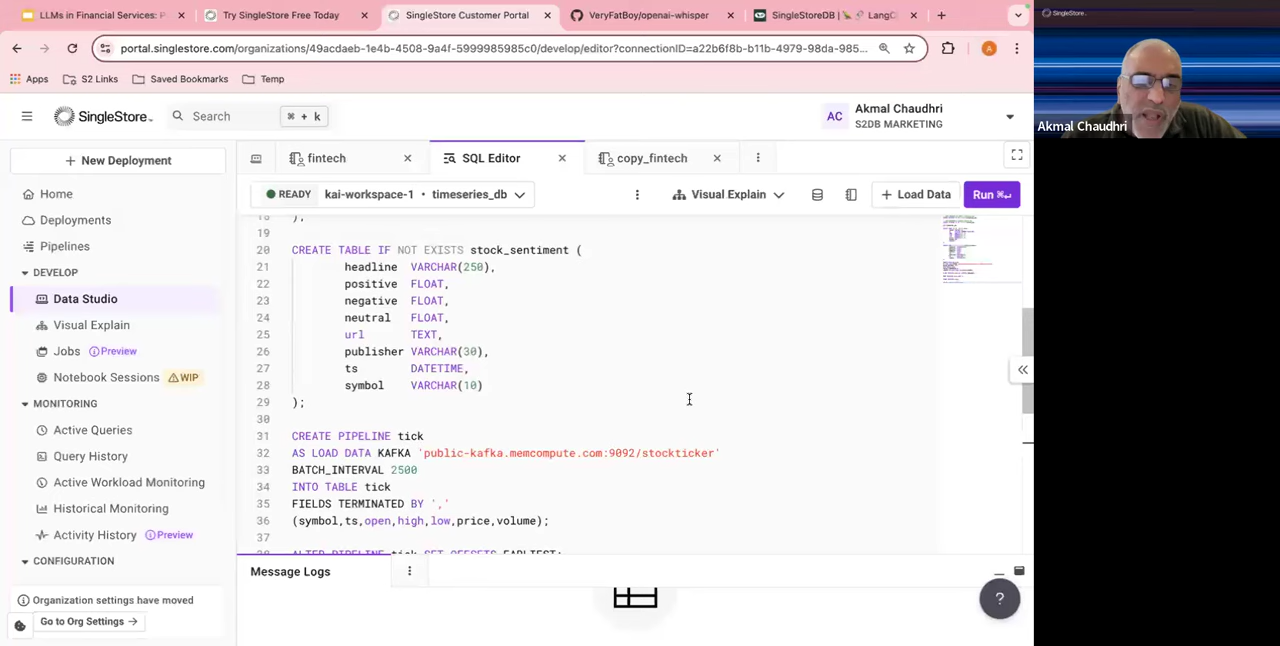 LLMs in Financial Services: P
Try SingleStore Free Today
SingleStore Customer Portal
VeryFatBoy/openai-whisper
SingleStoreDB | 🦜️🔗 LangC
portal.singlestore.com/organizations/49acdaeb-1e4b-4508-9a4f-5999985985c0/develop/editor?connectionID=a22b6f8b-b11b-4979-98da-985...
A
Apps
S2 Links
Saved Bookmarks
Temp
SingleStore
Search
⌘ + k
AC
Akmal Chaudhri
S2DB MARKETING
+ New Deployment
Home
Deployments
Pipelines
DEVELOP
Data Studio
Visual Explain
Jobs Preview
Notebook Sessions WIP
MONITORING
Active Queries
Query History
Active Workload Monitoring
Historical Monitoring
Activity History Preview
CONFIGURATION
Organization settings have moved
Go to Org Settings →
fintech
SQL Editor
copy_fintech
READY kai-workspace-1 • timeseries_db
Visual Explain
+ Load Data
Run ⌘↵
18 );
19
20 CREATE TABLE IF NOT EXISTS stock_sentiment (
21 headline VARCHAR(250),
22 positive FLOAT,
23 negative FLOAT,
24 neutral FLOAT,
25 url TEXT,
26 publisher VARCHAR(30),
27 ts DATETIME,
28 symbol VARCHAR(10)
29 );
30
31 CREATE PIPELINE tick
32 AS LOAD DATA KAFKA 'public-kafka.memcompute.com:9092/stockticker'
33 BATCH_INTERVAL 2500
34 INTO TABLE tick
35 FIELDS TERMINATED BY ','
36 (symbol,ts,open,high,low,price,volume);
37
38 ALTER PIPELINE tick SET OFFSETS EARLIEST;
Message Logs
?
SingleStore
Akmal Chaudhri